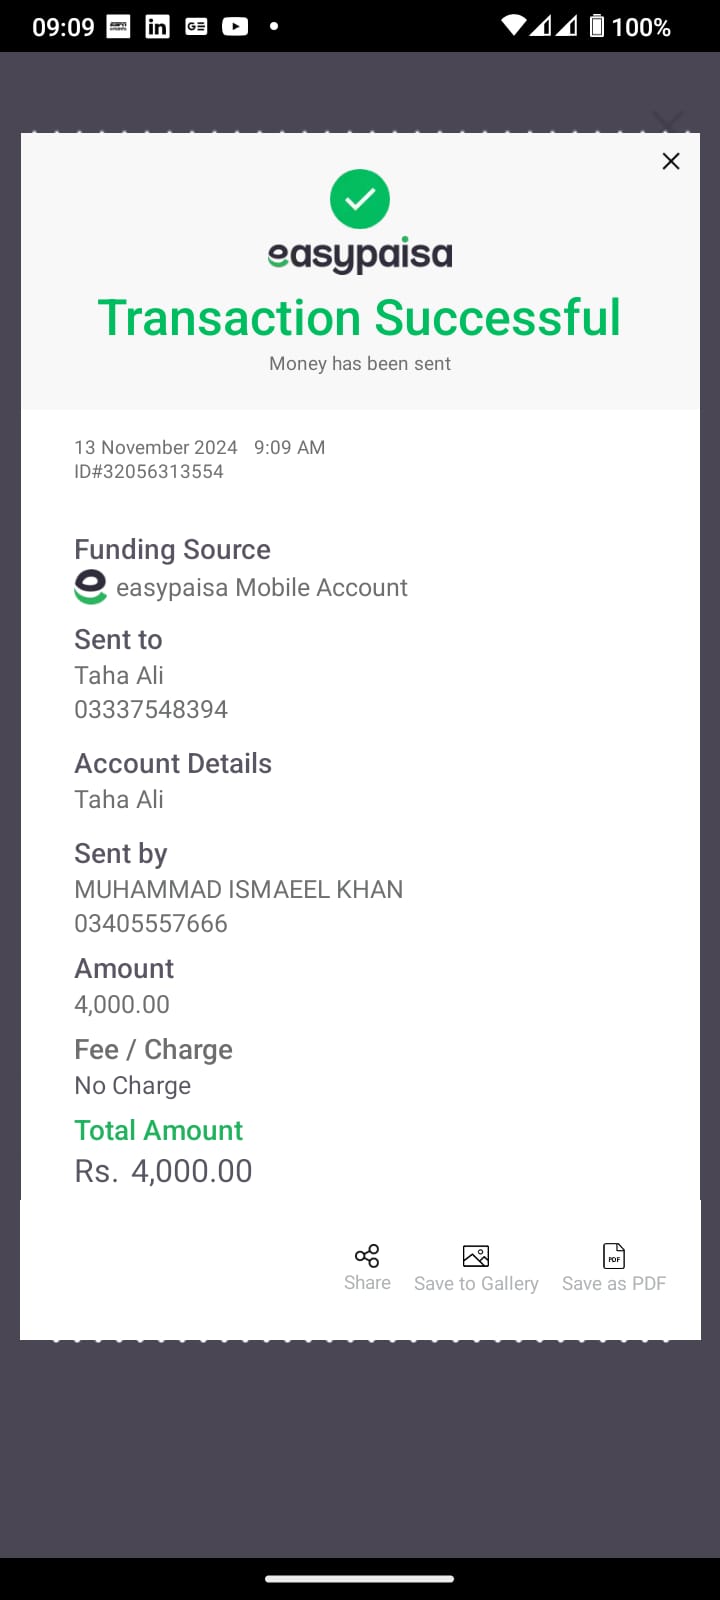 09:09 in GE 100%
easypaisa
Transaction Successful
Money has been sent
13 November 2024 9:09 AM
ID#32056313554
Funding Source
easypaisa Mobile Account
Sent to
Taha Ali
03337548394
Account Details
Taha Ali
Sent by
MUHAMMAD ISMAEEL KHAN
03405557666
Amount
4,000.00
Fee / Charge
No Charge
Total Amount
Rs. 4,000.00
PDF
Share Save to Gallery Save as PDF